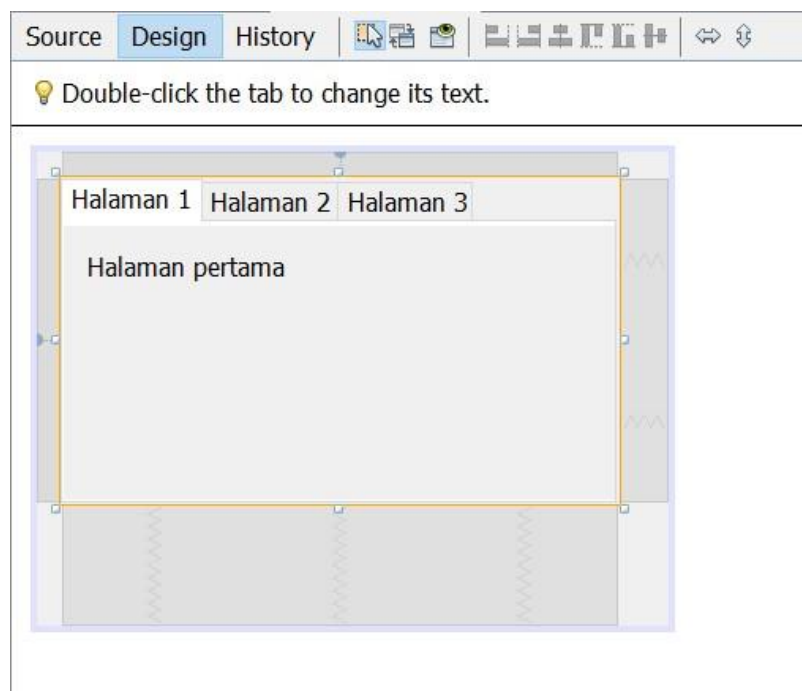 Source Design History
Double-click the tab to change its text.
Halaman 1 Halaman 2 Halaman 3
Halaman pertama